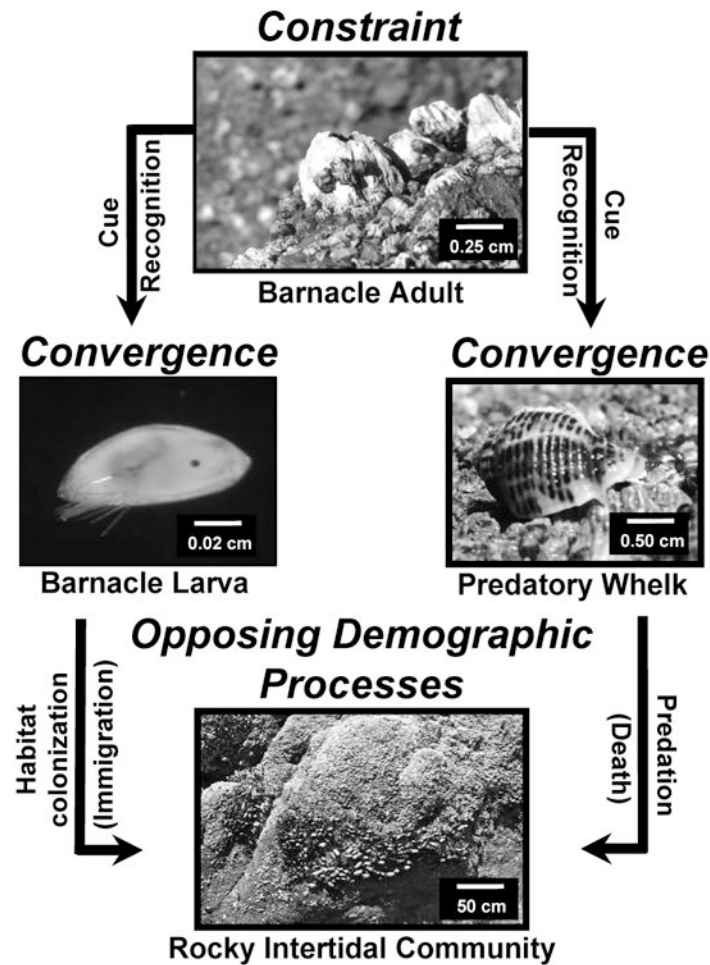 Constraint
Cue
Recognition
Cue
Recognition
0.25 cm
Barnacle Adult
Convergence
Convergence
0.02 cm
0.50 cm
Barnacle Larva
Predatory Whelk
Opposing Demographic
Processes
Habitat
colonization
(Immigration)
Predation
(Death)
50 cm
Rocky Intertidal Community